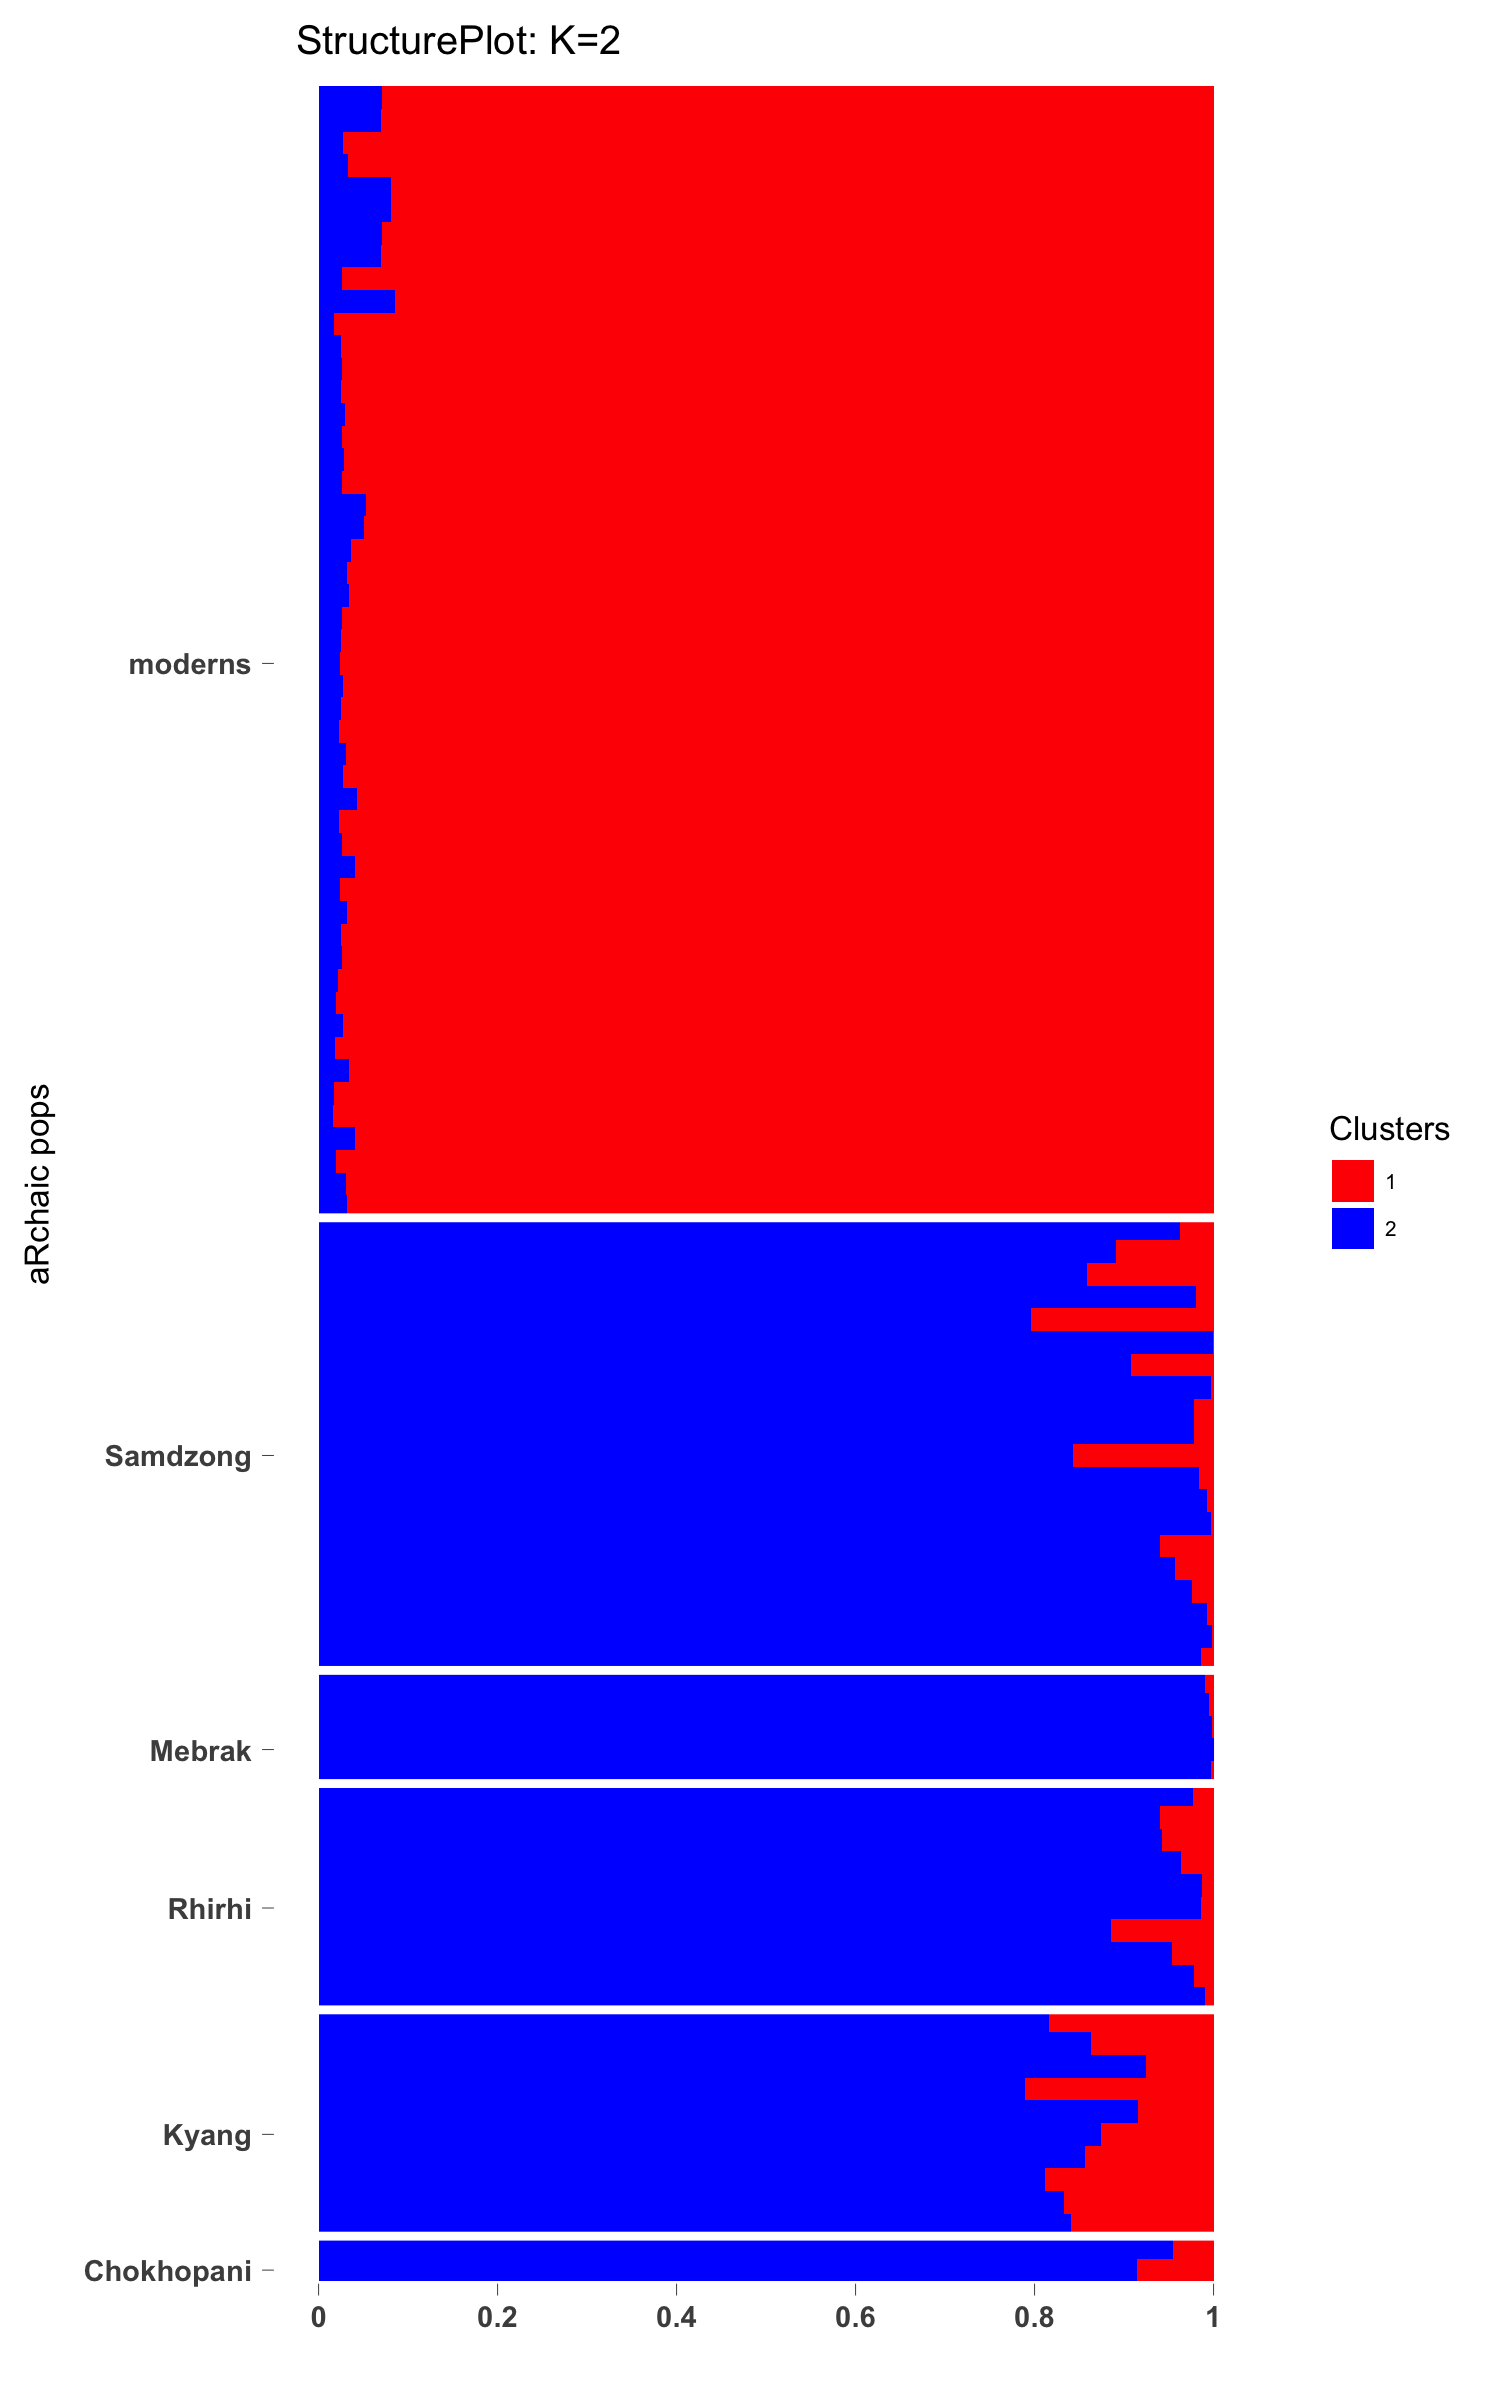 StructurePlot: K=2
aRchaic pops
moderns
Samdzong
Mebrak
Rhirhi
Kyang
Chokhopani
0 0.2 0.4 0.6 0.8 1
Clusters
1
2